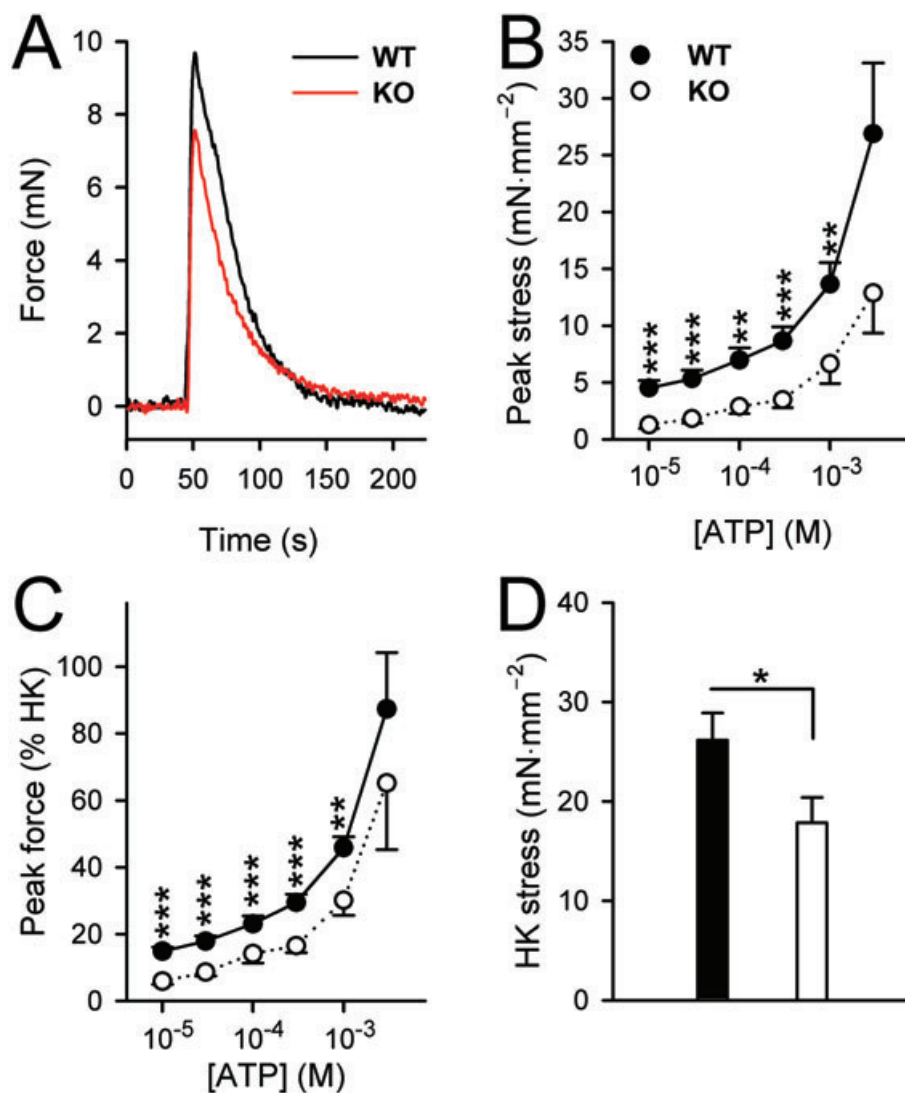 A
10
8
6
4
2
0
Force (mN)
WT
KO
0 50 100 150 200
Time (s)
B
35
30
25
20
15
10
5
0
Peak stress (mN·mm⁻²)
WT
KO
*** *** ** *** **
10⁻⁵ 10⁻⁴ 10⁻³
[ATP] (M)
C
100
80
60
40
20
0
Peak force (% HK)
*** *** *** *** **
10⁻⁵ 10⁻⁴ 10⁻³
[ATP] (M)
D
40
30
20
10
0
HK stress (mN·mm⁻²)
*